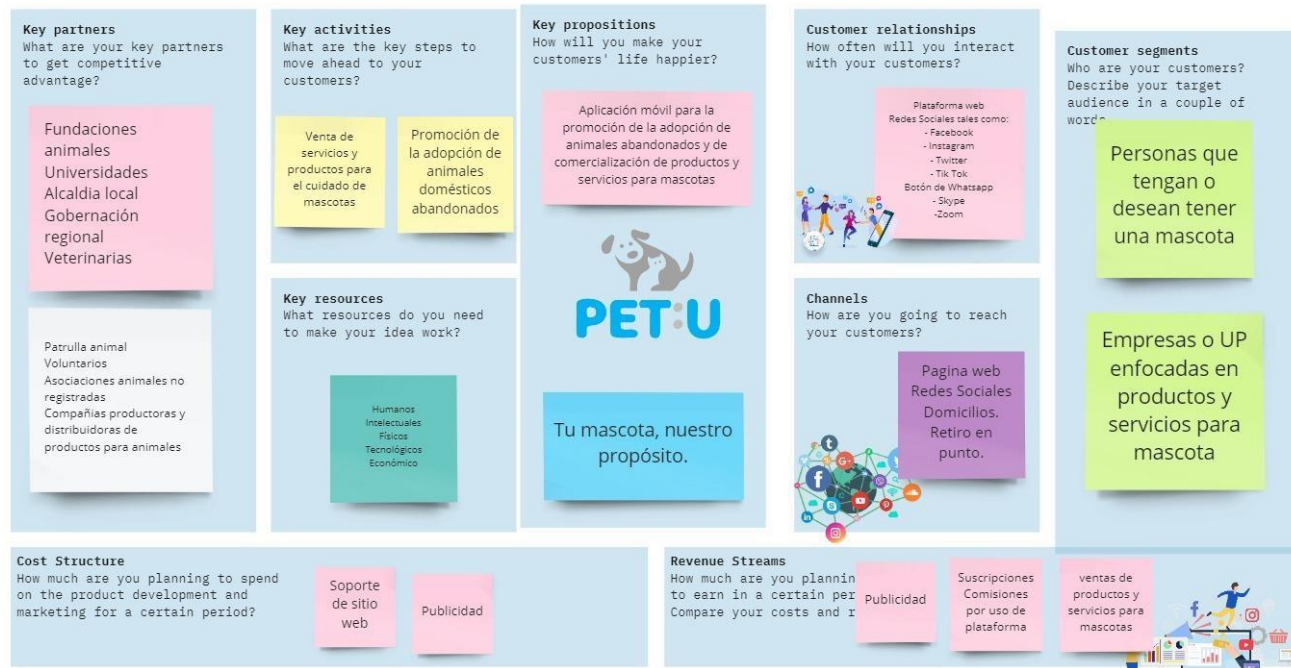 Key partners
What are your key partners
to get competitive
advantage?
Fundaciones
animales
Universidades
Alcaldia local
Gobernación
regional
Veterinarias
Patrulla animal
Voluntarios
Asociaciones animales no
registradas
Compañias productoras y
distribuidoras de
productos para animales
Key activities
What are the key steps to
move ahead to your
customers?
Venta de
servicios y
productos para
el cuidado de
mascotas
Promoción de
la adopción de
animales
domésticos
abandonados
Key resources
What resources do you need
to make your idea work?
Humanos
Intelectuales
Físicos
Tecnológicos
Económico
Key propositions
How will you make your
customers' life happier?
Aplicación móvil para la
promoción de la adopción de
animales abandonados y de
comercialización de productos y
servicios para mascotas
PET:U
Tu mascota, nuestro
propósito.
Customer relationships
How often will you interact
with your customers?
Plataforma web
Redes Sociales tales como:
- Facebook
- Instagram
- Twitter
- Tik Tok
Botón de Whatsapp
- Skype
-Zoom
Channels
How are you going to reach
your customers?
Pagina web
Redes Sociales
Domicilios.
Retiro en
punto.
Customer segments
Who are your customers?
Describe your target
audience in a couple of
words
Personas que
tengan o
desean tener
una mascota
Empresas o UP
enfocadas en
productos y
servicios para
mascota
Cost Structure
How much are you planning to spend
on the product development and
marketing for a certain period?
Soporte
de sitio
web
Publicidad
Revenue Streams
How much are you plannin
to earn in a certain per
Compare your costs and r
Publicidad
Suscripciones
Comisiones
por uso de
plataforma
ventas de
productos y
servicios para
mascotas